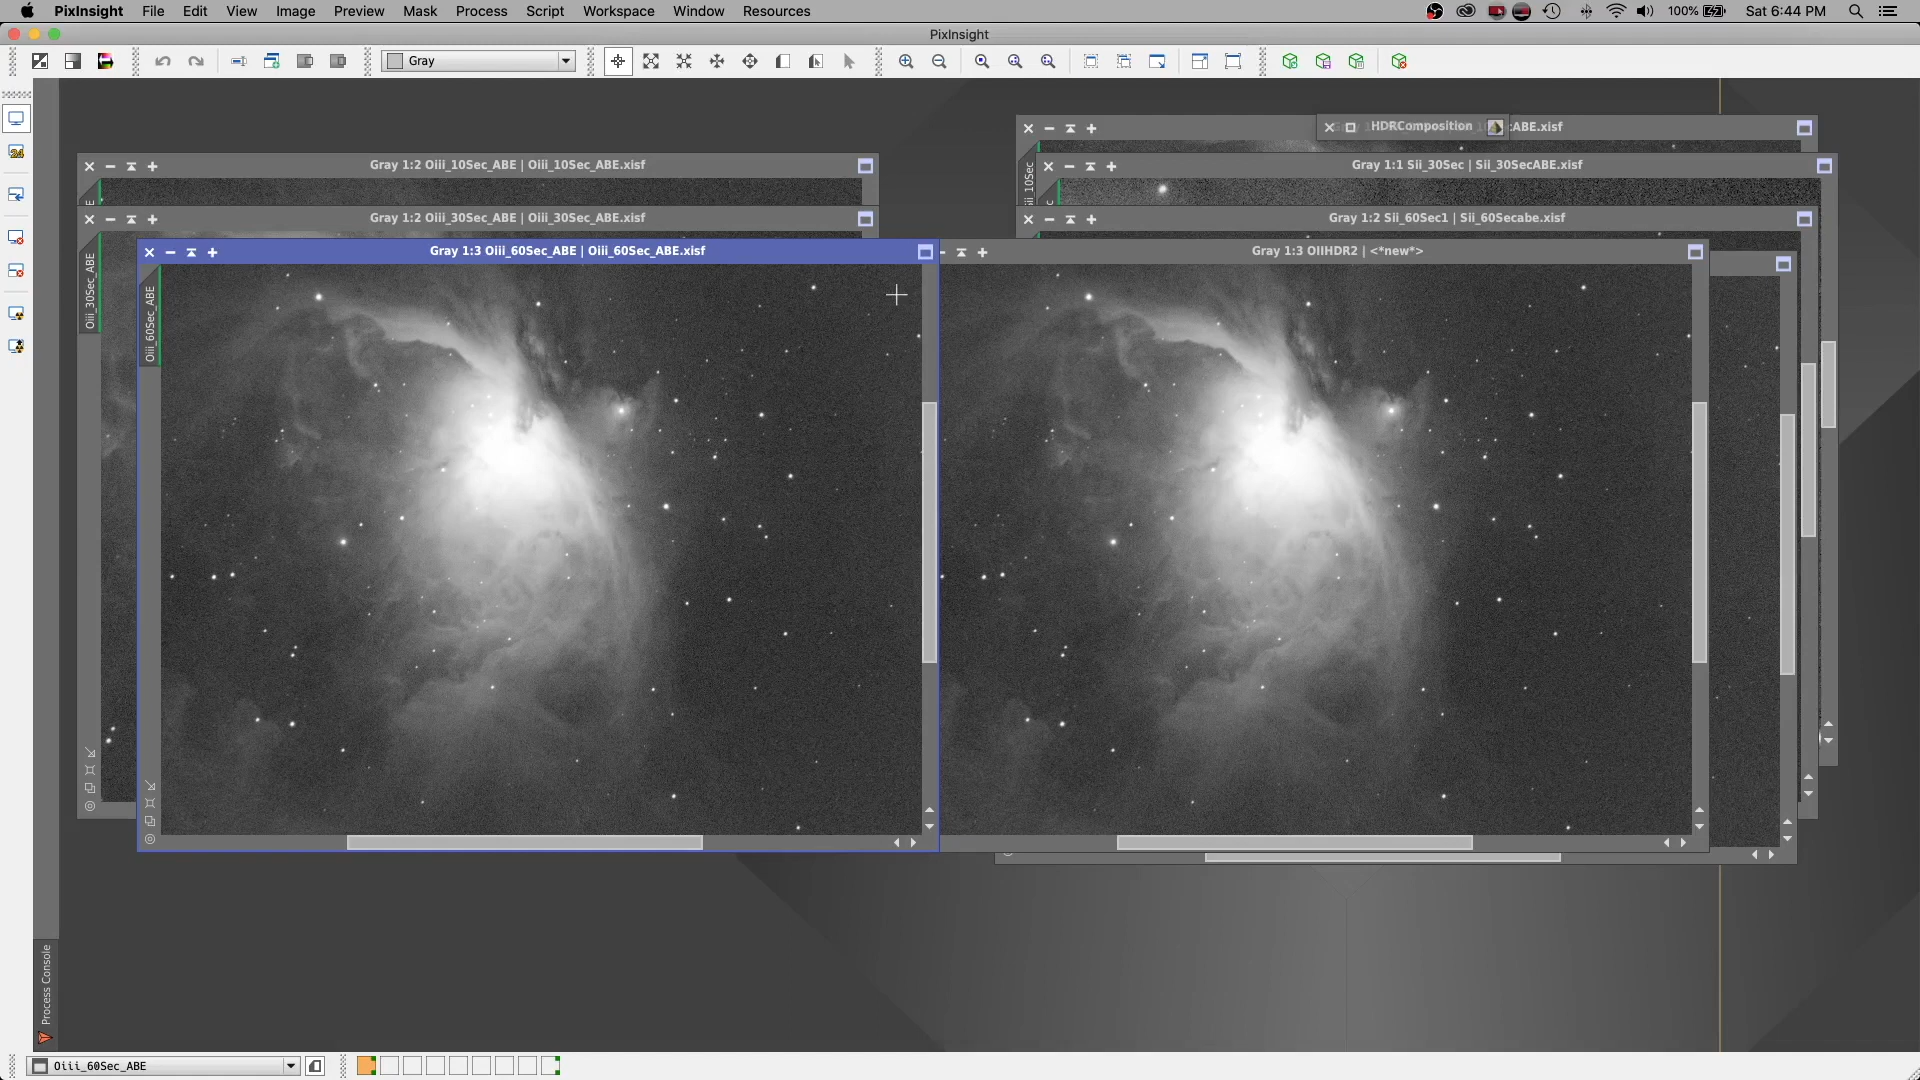 PixInsight File Edit View Image Preview Mask Process Script Workspace Window Resources 100% Sat 6:44 PM
PixInsight
Gray
HDRComposition
ABE.xisf
Gray 1:2 Oiii_10Sec_ABE | Oiii_10Sec_ABE.xisf
Gray 1:1 Sii_30Sec | Sii_30SecABE.xisf
Sii_10Sec
Gray 1:2 Oiii_30Sec_ABE | Oiii_30Sec_ABE.xisf
Gray 1:2 Sii_60Sec1 | Sii_60Secabe.xisf
Gray 1:3 Oiii_60Sec_ABE | Oiii_60Sec_ABE.xisf
Gray 1:3 OIIHDR2 | <*new*>
Oiii_30Sec_ABE
Oiii_60Sec_ABE
Process Console
Oiii_60Sec_ABE